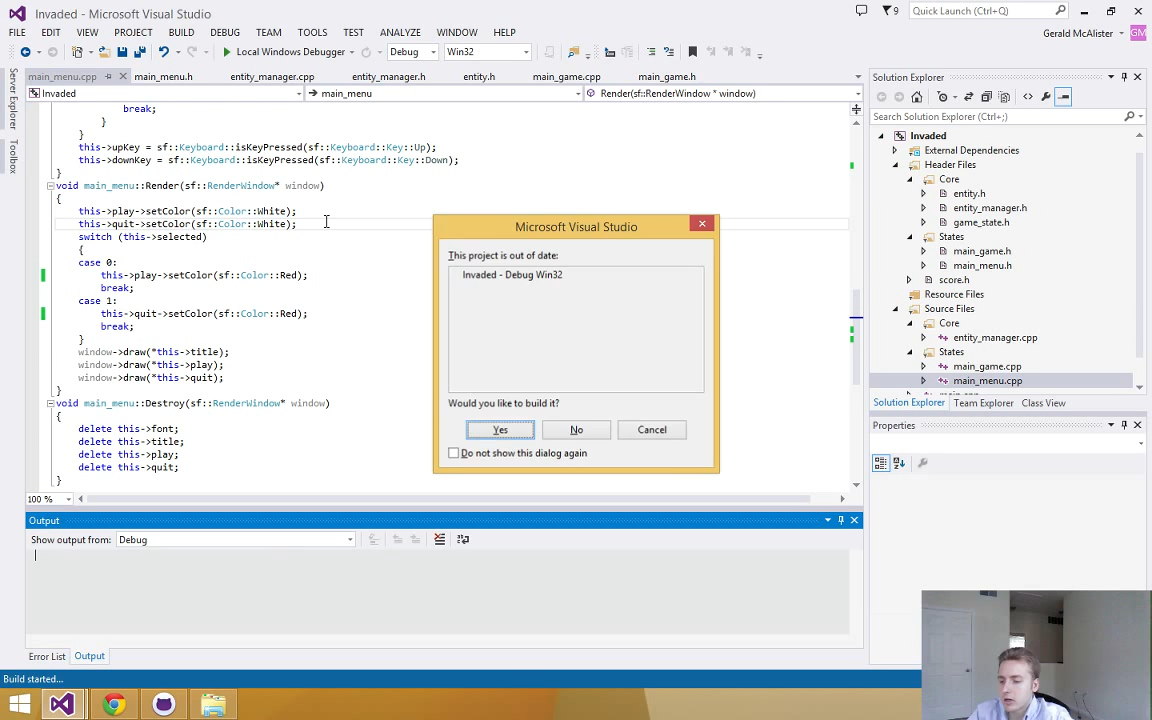 Invaded - Microsoft Visual Studio
9
Quick Launch (Ctrl+;)
FILE EDIT VIEW PROJECT BUILD DEBUG TEAM TOOLS TEST ANALYZE WINDOW HELP
Gerald McAlister
GM
Local Windows Debugger
Debug
Win32
Server Explorer
Toolbox
main_menu.cpp main_menu.h entity_manager.cpp entity_manager.h entity.h main_game.cpp main_game.h
Invaded
main_menu
Render(sf::RenderWindow * window)
break;
}
}
this->upKey = sf::Keyboard::isKeyPressed(sf::Keyboard::Key::Up);
this->downKey = sf::Keyboard::isKeyPressed(sf::Keyboard::Key::Down);
}
void main_menu::Render(sf::RenderWindow* window)
{
this->play->setColor(sf::Color::White);
this->quit->setColor(sf::Color::White);
switch (this->selected)
{
case 0:
this->play->setColor(sf::Color::Red);
break;
case 1:
this->quit->setColor(sf::Color::Red);
break;
}
window->draw(*this->title);
window->draw(*this->play);
window->draw(*this->quit);
}
void main_menu::Destroy(sf::RenderWindow* window)
{
delete this->font;
delete this->title;
delete this->play;
delete this->quit;
}
100 %
Microsoft Visual Studio
This project is out of date:
Invaded - Debug Win32
Would you like to build it?
Yes
No
Cancel
Do not show this dialog again
Output
Show output from: Debug
Error List
Output
Build started...
Solution Explorer
Search Solution Explorer (Ctrl+;)
Invaded
External Dependencies
Header Files
Core
entity.h
entity_manager.h
game_state.h
States
main_game.h
main_menu.h
score.h
Resource Files
Source Files
Core
entity_manager.cpp
States
main_game.cpp
main_menu.cpp
Solution Explorer Team Explorer Class View
Properties